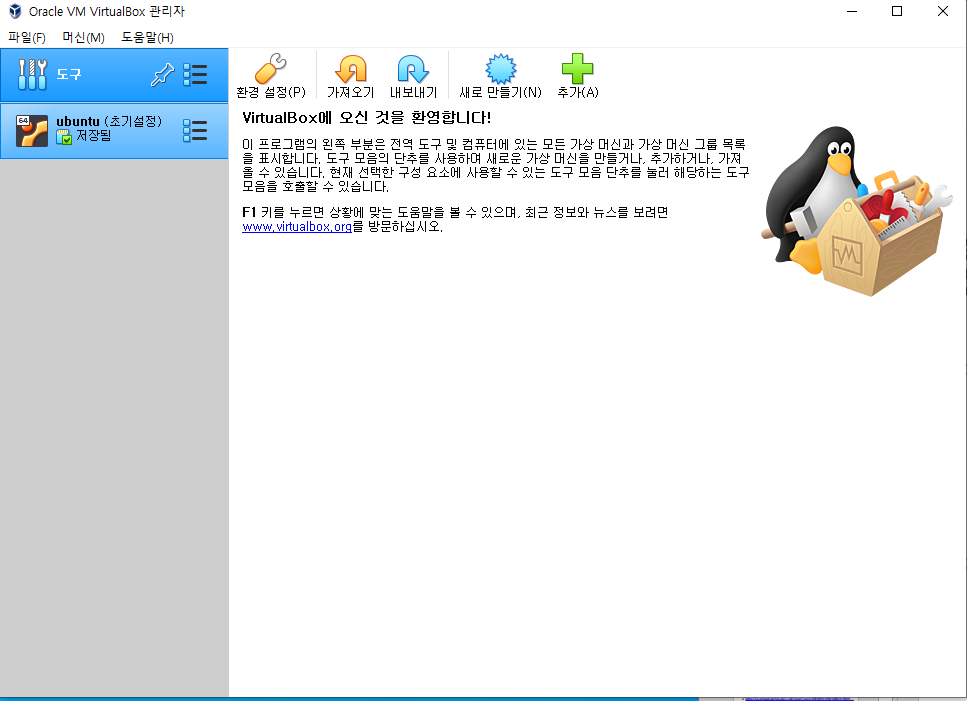 Oracle VM VirtualBox 관리자
파일(F) 머신(M) 도움말(H)
도구
환경 설정(P) 가져오기 내보내기 새로 만들기(N) 추가(A)
64
ubuntu (초기설정)
저장됨
VirtualBox에 오신 것을 환영합니다!
이 프로그램의 왼쪽 부분은 전역 도구 및 컴퓨터에 있는 모든 가상 머신과 가상 머신 그룹 목록
을 표시합니다. 도구 모음의 단추를 사용하여 새로운 가상 머신을 만들거나, 추가하거나, 가져
올 수 있습니다. 현재 선택한 구성 요소에 사용할 수 있는 도구 모음 단추를 눌러 해당하는 도구
모음을 호출할 수 있습니다.
F1 키를 누르면 상황에 맞는 도움말을 볼 수 있으며, 최근 정보와 뉴스를 보려면
www.virtualbox.org를 방문하십시오.